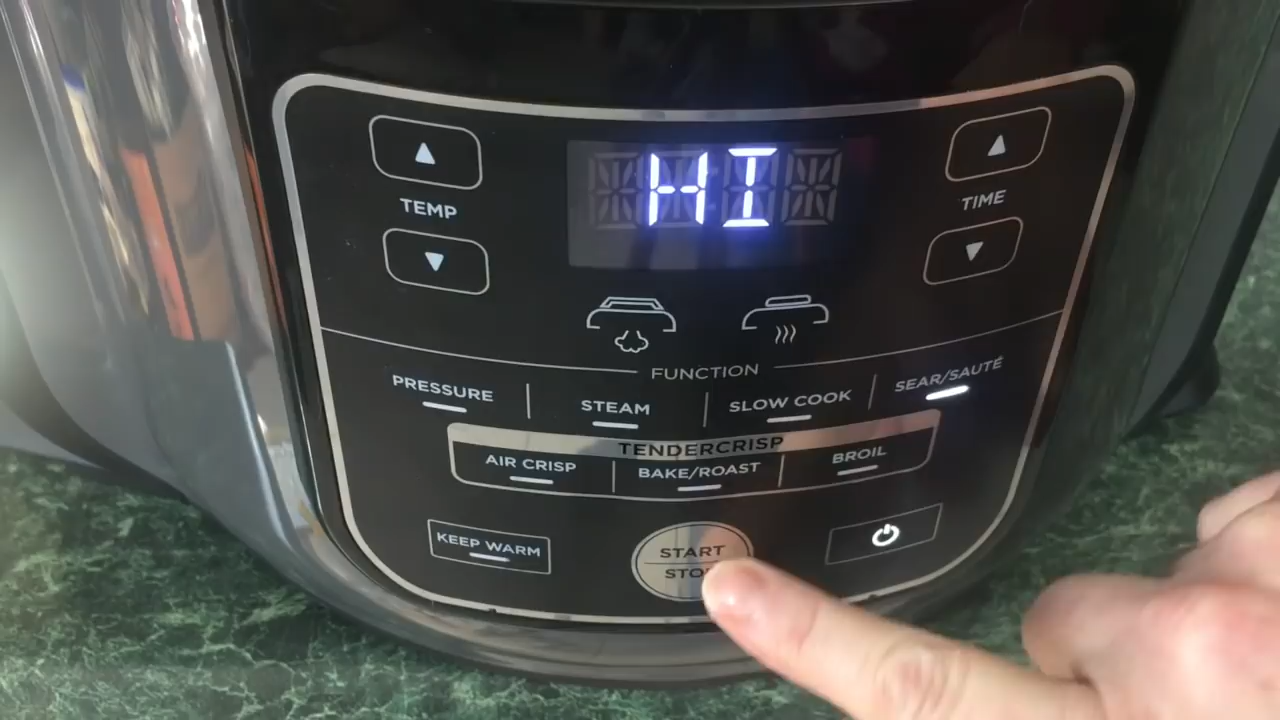 HI
TEMP
TIME
FUNCTION
PRESSURE
STEAM
SLOW COOK
SEAR/SAUTÉ
TENDERCRISP
AIR CRISP
BAKE/ROAST
BROIL
KEEP WARM
START
STO